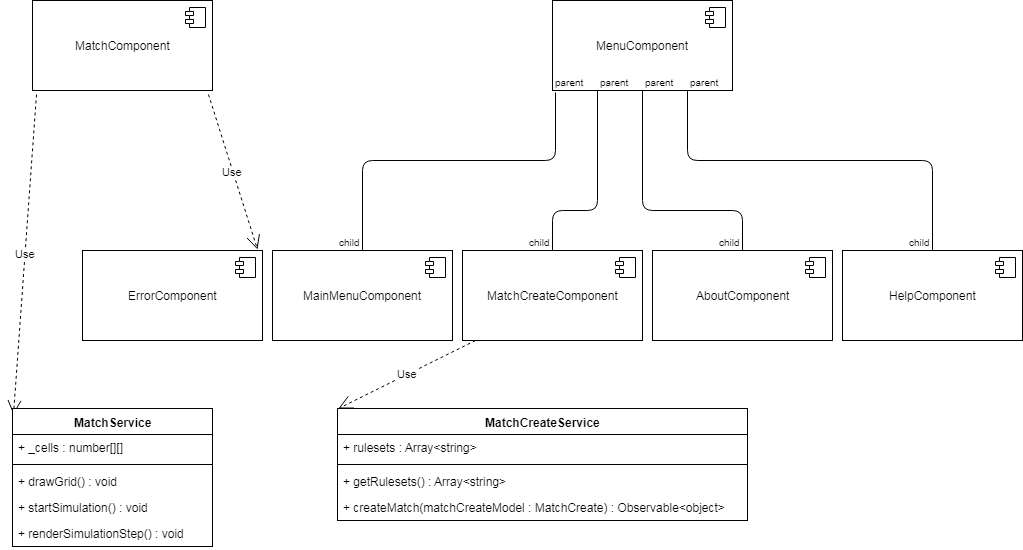 MatchComponent
MenuComponent
parent parent parent parent
Use
child child child child
Use
ErrorComponent
MainMenuComponent
MatchCreateComponent
AboutComponent
HelpComponent
Use
MatchService
+ _cells : number[][]
+ drawGrid() : void
+ startSimulation() : void
+ renderSimulationStep() : void
MatchCreateService
+ rulesets : Array<string>
+ getRulesets() : Array<string>
+ createMatch(matchCreateModel : MatchCreate) : Observable<object>